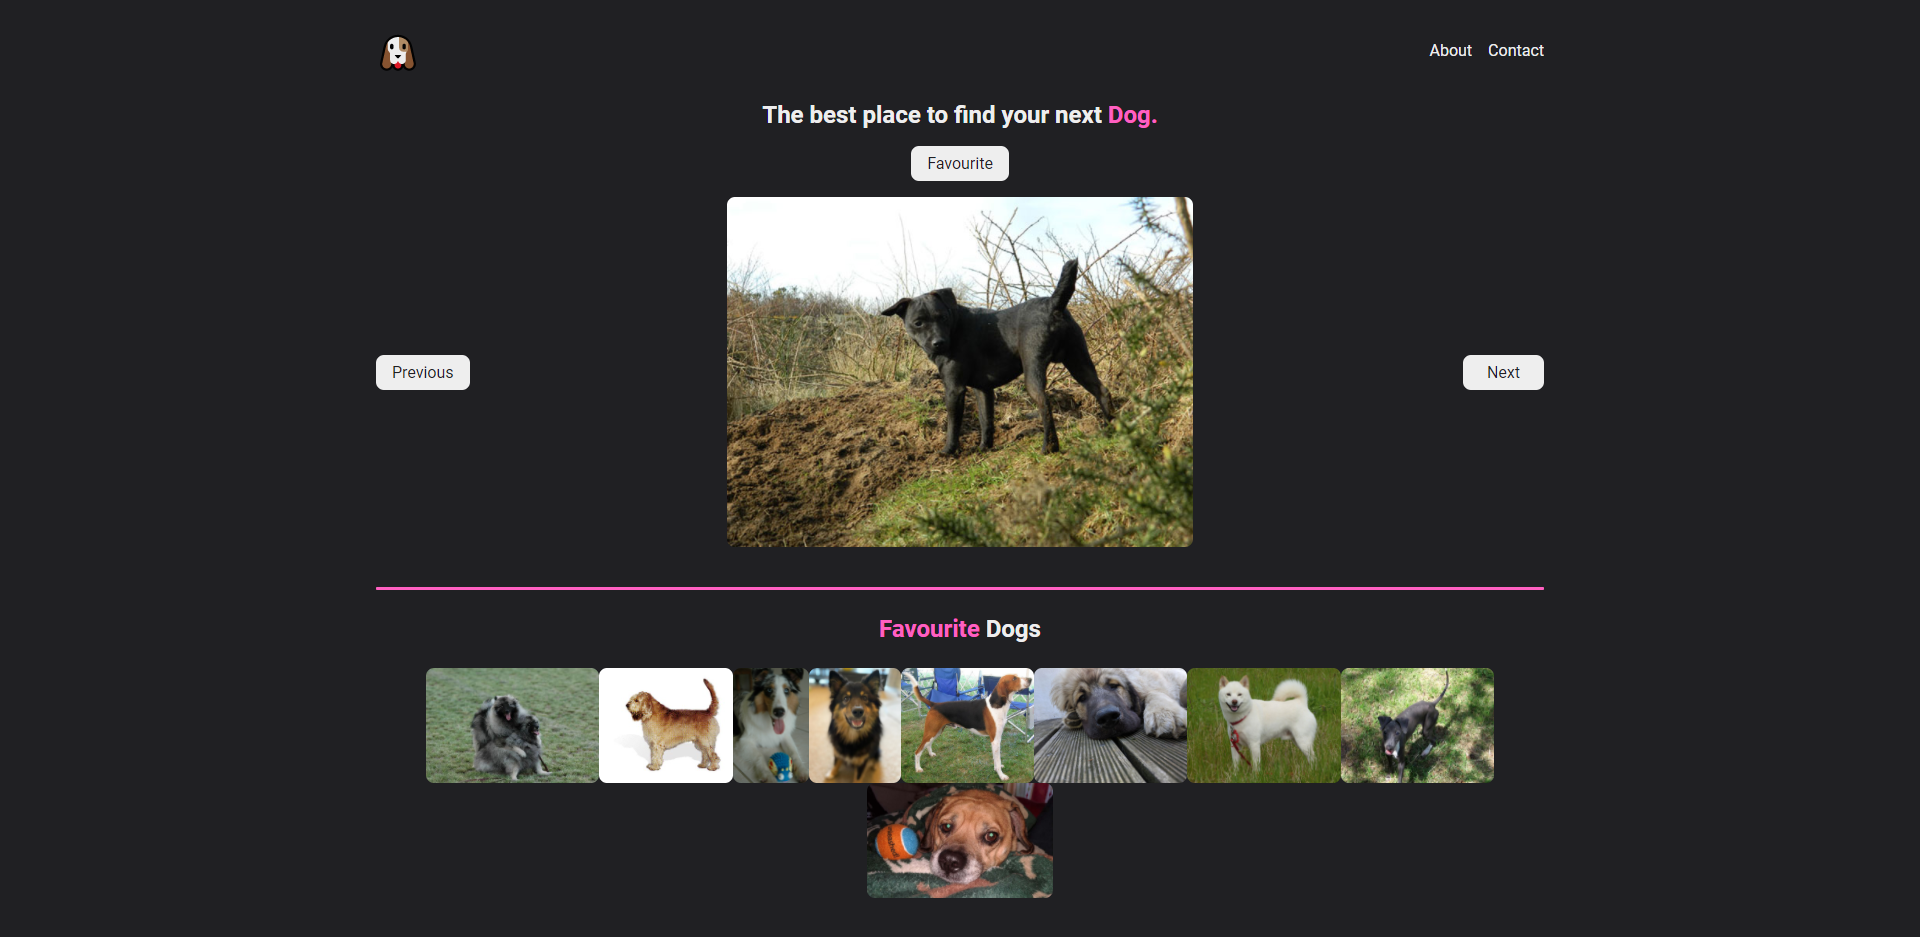 About Contact
The best place to find your next Dog.
Favourite
Previous
Next
Favourite Dogs